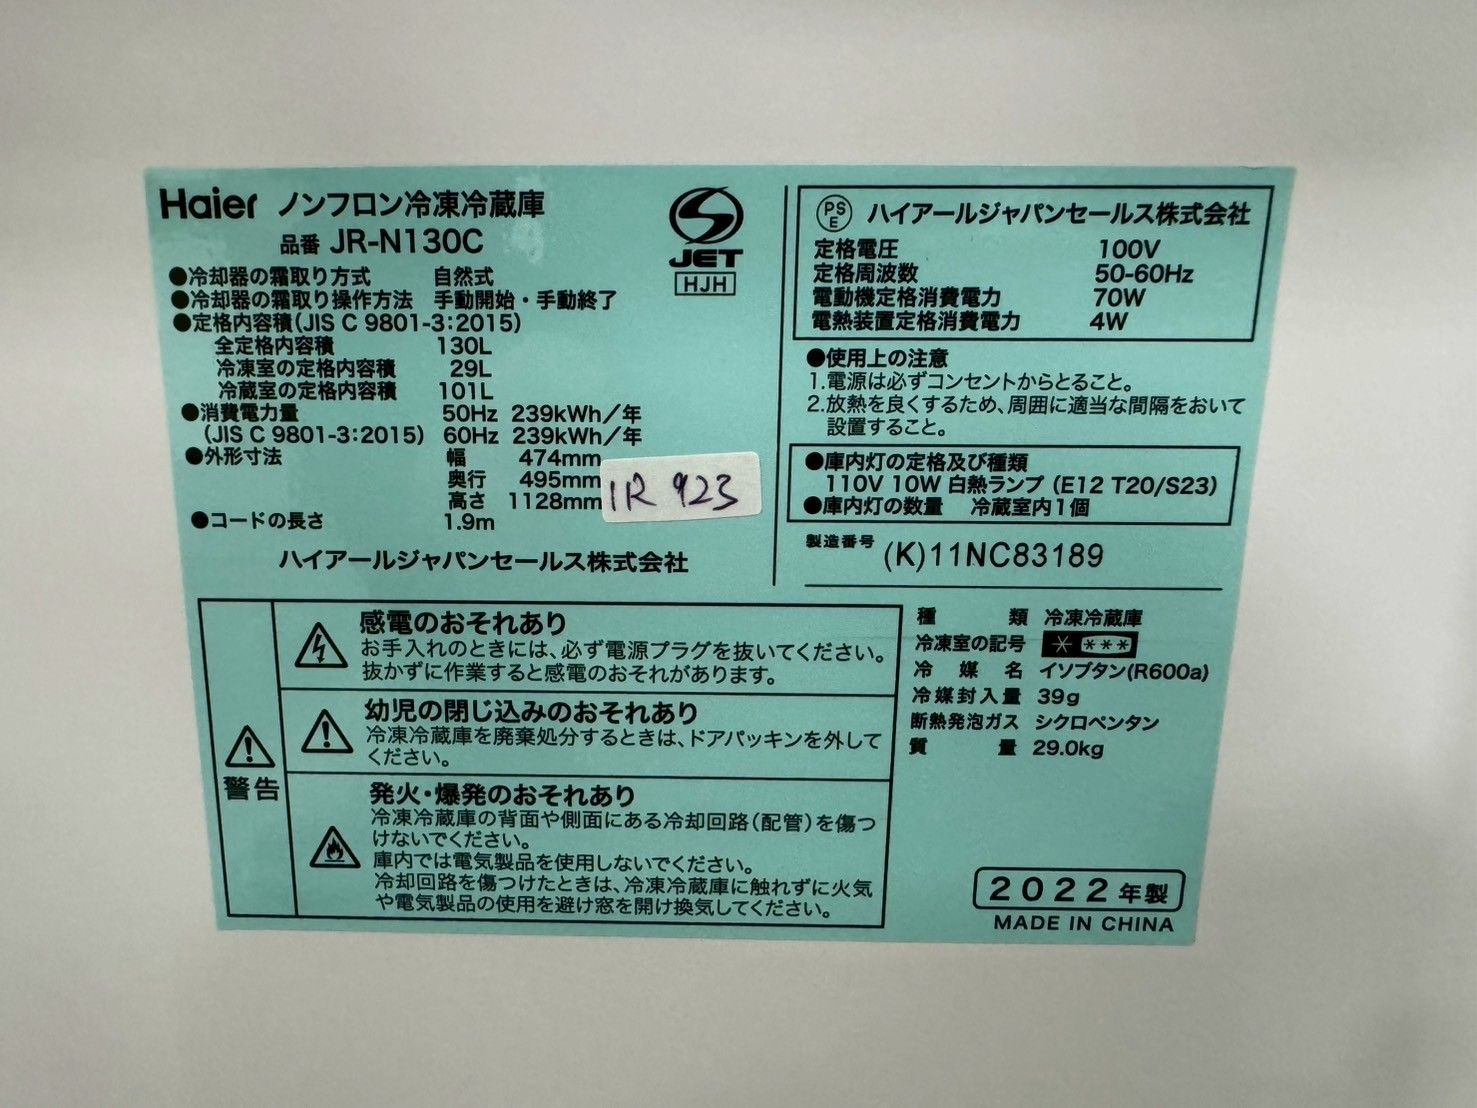 Haier ノンフロン冷凍冷蔵庫
品番 JR-N130C
●冷却器の霜取り方式 自然式
●冷却器の霜取り操作方法 手動開始・手動終了
●定格内容積(JIS C 9801-3:2015)
全定格内容積 130L
冷凍室の定格内容積 29L
冷蔵室の定格内容積 101L
●消費電力量 50Hz 239kWh/年
(JIS C 9801-3:2015) 60Hz 239kWh/年
●外形寸法 幅 474mm
奥行 495mm
高さ 1128mm
●コードの長さ 1.9m
ハイアールジャパンセールス株式会社
S
JET
HJH
1R 923
PSE ハイアールジャパンセールス株式会社
定格電圧 100V
定格周波数 50-60Hz
電動機定格消費電力 70W
電熱装置定格消費電力 4W
●使用上の注意
1.電源は必ずコンセントからとること。
2.放熱を良くするため、周囲に適当な間隔をおいて
設置すること。
●庫内灯の定格及び種類
110V 10W 白熱ランプ (E12 T20/S23)
●庫内灯の数量 冷蔵室内1個
製造番号 (K)11NC83189
警告
感電のおそれあり
お手入れのときには、必ず電源プラグを抜いてください。
抜かずに作業すると感電のおそれがあります。
幼児の閉じ込みのおそれあり
冷凍冷蔵庫を廃棄処分するときは、ドアパッキンを外して
ください。
発火・爆発のおそれあり
冷凍冷蔵庫の背面や側面にある冷却回路(配管)を傷つ
けないでください。
庫内では電気製品を使用しないでください。
冷却回路を傷つけたときは、冷凍冷蔵庫に触れずに火気
や電気製品の使用を避け窓を開け換気してください。
種類 冷凍冷蔵庫
冷凍室の記号 * ***
冷媒名 イソブタン(R600a)
冷媒封入量 39g
断熱発泡ガス シクロペンタン
質量 29.0kg
2022年製
MADE IN CHINA